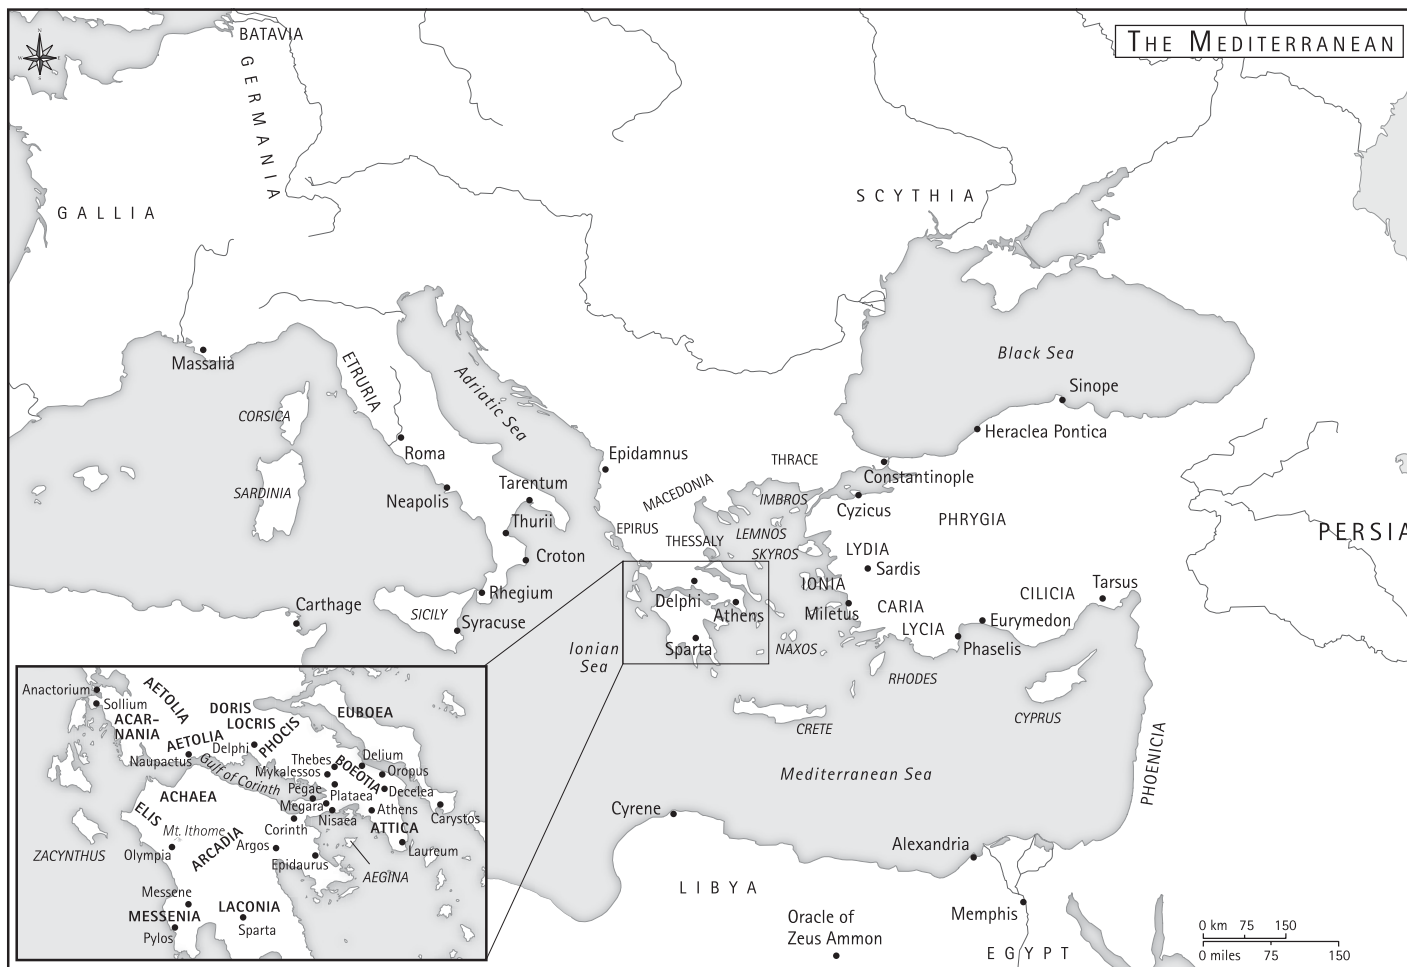 THE MEDITERRANEAN
N
BATAVIA
GERMANIA
GALLIA
SCYTHIA
Black Sea
Massalia
ETRURIA
Adriatic Sea
Sinope
CORSICA
Heraclea Pontica
Roma
Epidamnus
THRACE
Constantinople
SARDINIA
Neapolis
Tarentum
MACEDONIA
IMBROS
Cyzicus
Thurii
EPIRUS
LEMNOS
PHRYGIA
PERSIA
THESSALY
SKYROS
LYDIA
Croton
Sardis
IONIA
Tarsus
Rhegium
CILICIA
Delphi
Carthage
SICILY
Athens
Miletus
CARIA
Syracuse
Eurymedon
LYCIA
Ionian
Sea
Sparta
NAXOS
Phaselis
RHODES
CYPRUS
CRETE
PHOENICIA
Mediterranean Sea
Cyrene
Alexandria
LIBYA
Memphis
Oracle of
Zeus Ammon
EGYPT
0 km 75 150
0 miles 75 150
Anactorium
AETOLIA
Sollium
DORIS
EUBOEA
ACAR-
NANIA
LOCRIS
AETOLIA
PHOCIS
Delphi
Naupactus
Gulf of Corinth
Thebes
Delium
Mykalessos
BOEOTIA
Oropus
Pegae
Plataea
Decelea
ACHAEA
Megara
Athens
ELIS
Nisaea
Carystos
Mt. Ithome
Corinth
ATTICA
ARCADIA
Argos
ZACYNTHUS
Olympia
Laureum
Epidaurus
AEGINA
Messene
MESSENIA
LACONIA
Pylos
Sparta